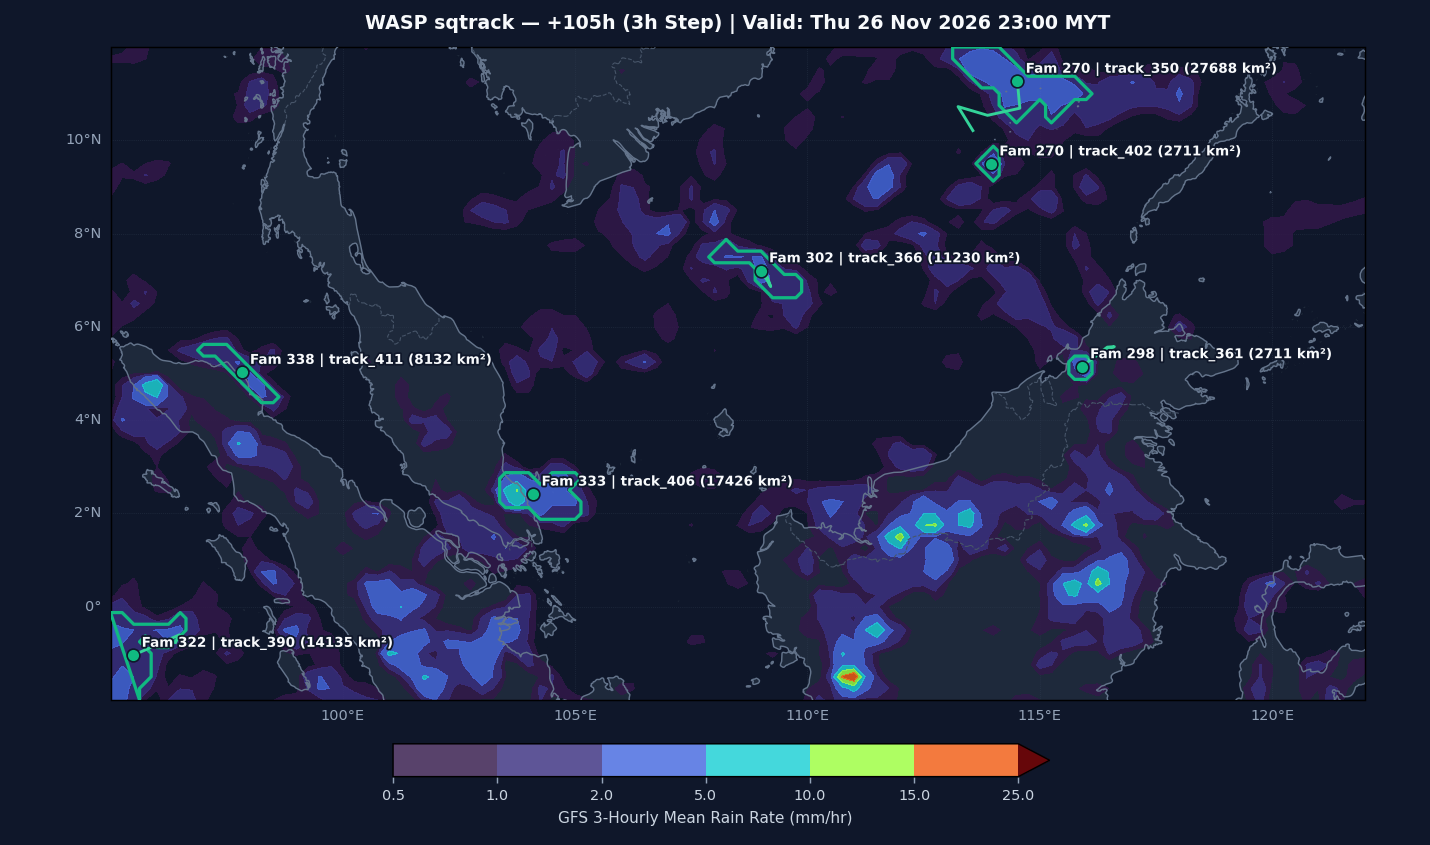 WASP sqtrack — +105h (3h Step) | Valid: Thu 26 Nov 2026 23:00 MYT
Fam 270 | track_350 (27688 km²)
10°N
Fam 270 | track_402 (2711 km²)
8°N
Fam 302 | track_366 (11230 km²)
6°N
Fam 298 | track_361 (2711 km²)
Fam 338 | track_411 (8132 km²)
4°N
Fam 333 | track_406 (17426 km²)
2°N
0°
Fam 322 | track_390 (14135 km²)
100°E 105°E 110°E 115°E 120°E
0.5 1.0 2.0 5.0 10.0 15.0 25.0
GFS 3-Hourly Mean Rain Rate (mm/hr)